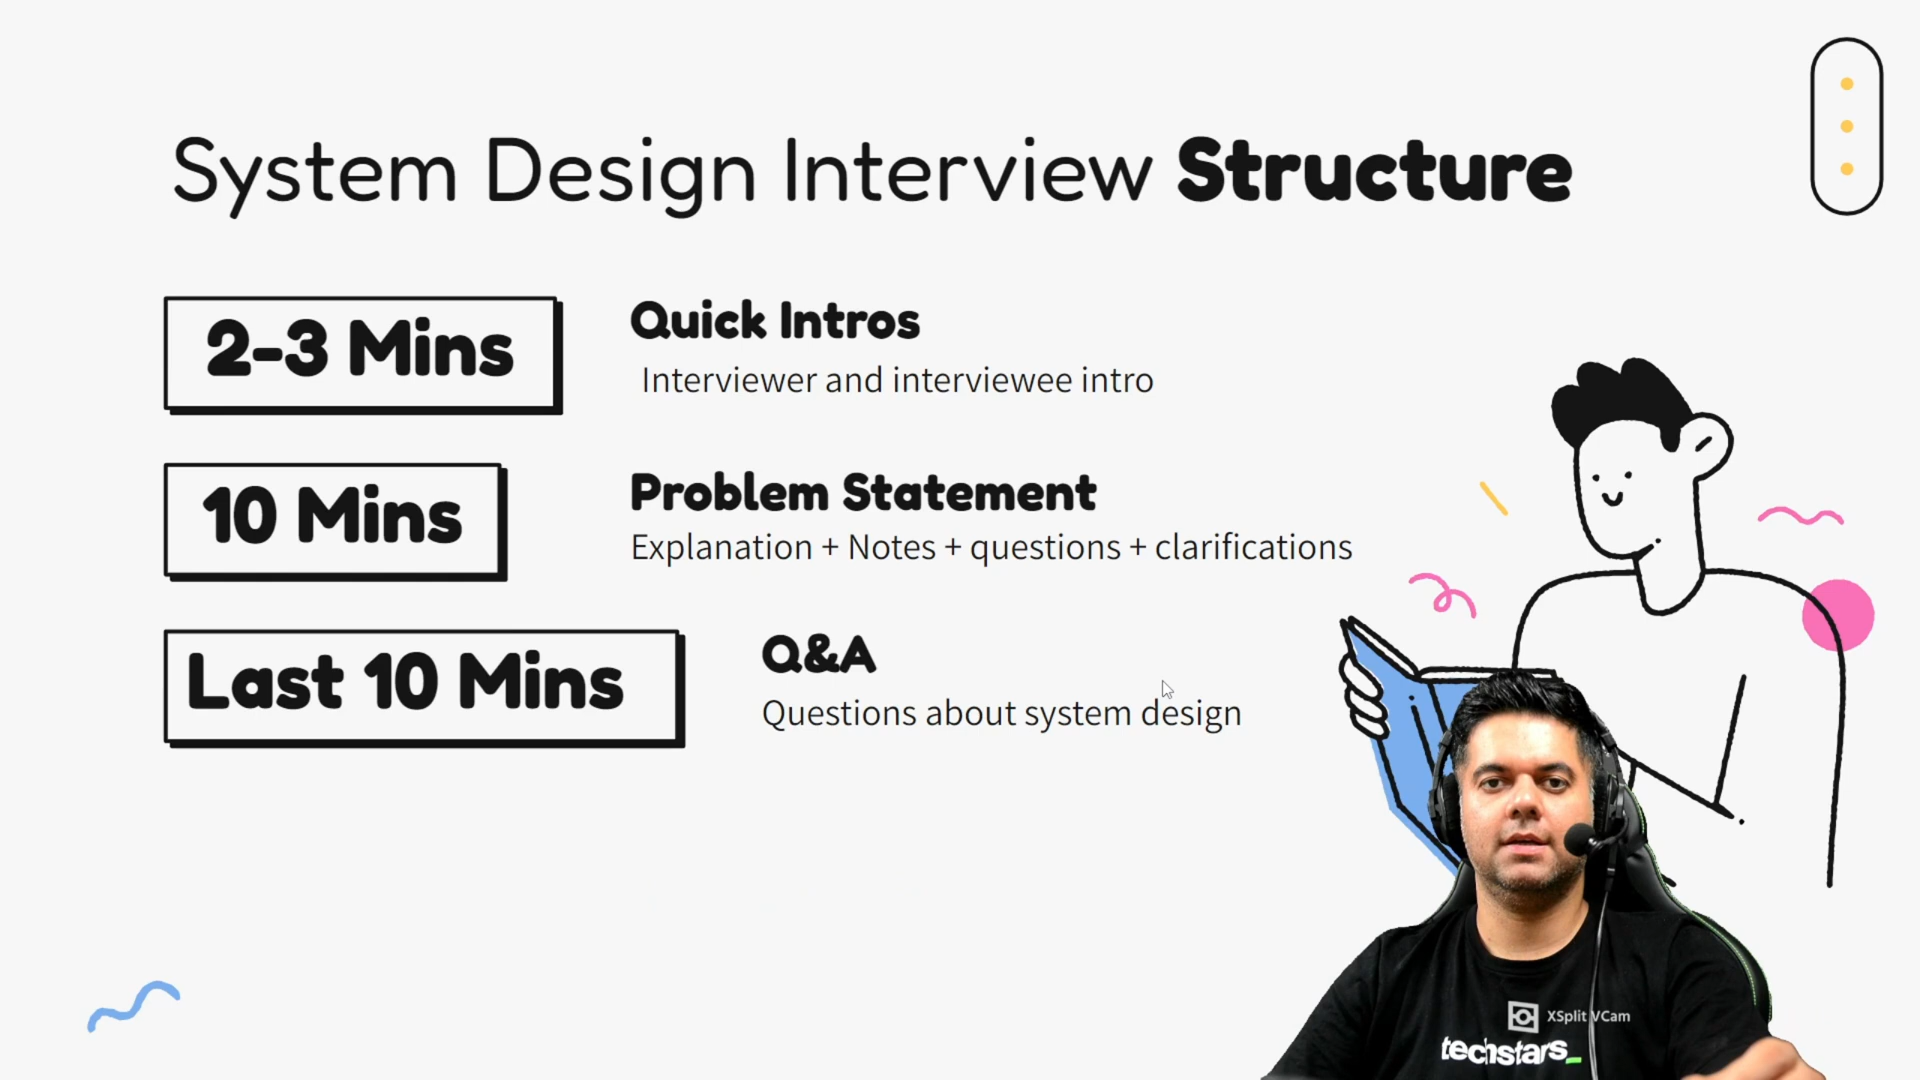 System Design Interview Structure
2-3 Mins
Quick Intros
Interviewer and interviewee intro
10 Mins
Problem Statement
Explanation + Notes + questions + clarifications
Last 10 Mins
Q&A
Questions about system design
XSplit VCam
techstars_